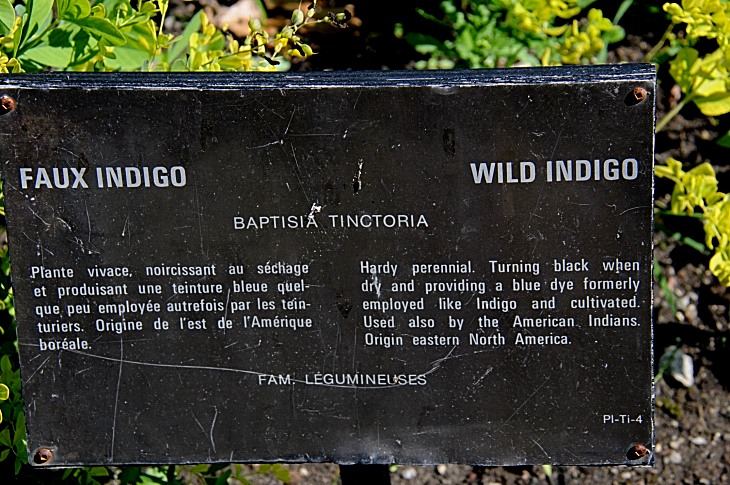 FAUX INDIGO
WILD INDIGO
BAPTISIA TINCTORIA
Plante vivace, noircissant au séchage
et produisant une teinture bleue quel-
que peu employée autrefois par les tein-
turiers. Origine de l'est de l'Amérique
boréale.
Hardy perennial. Turning black when
dry and providing a blue dye formerly
employed like Indigo and cultivated.
Used also by the American Indians.
Origin eastern North America.
FAM. LÉGUMINEUSES
PI-Ti-4